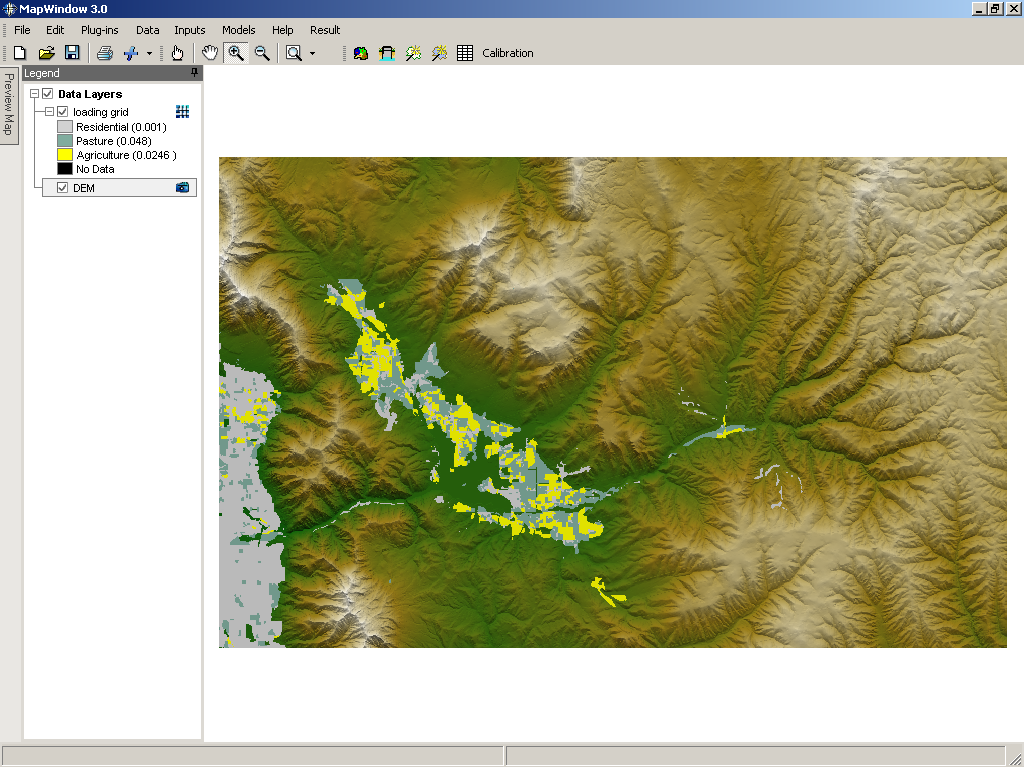 MapWindow 3.0
File Edit Plug-ins Data Inputs Models Help Result
Calibration
Preview Map
Legend
Data Layers
loading grid
Residential (0.001)
Pasture (0.048)
Agriculture (0.0246 )
No Data
DEM